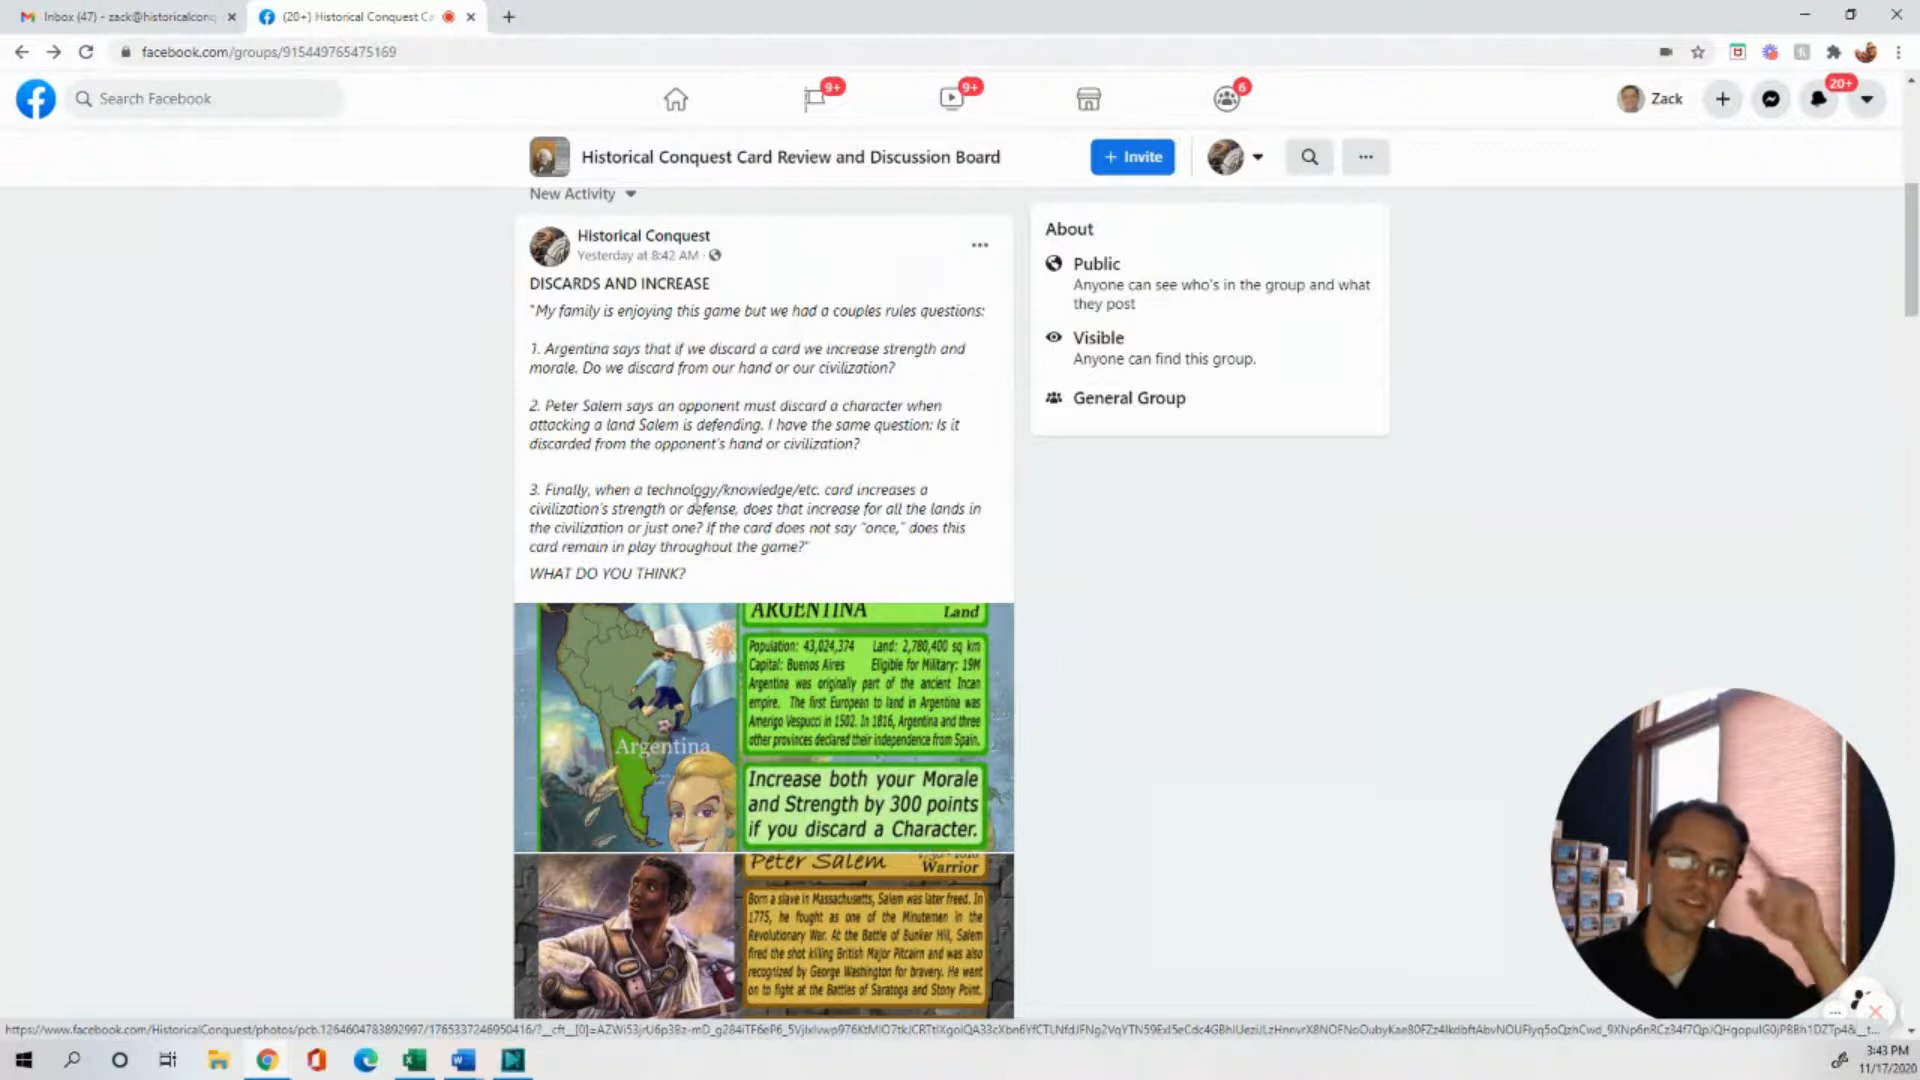 Inbox (47) - zack@historicalconq
(20+) Historical Conquest Ca
facebook.com/groups/915449765475169
Search Facebook
9+
9+
6
Zack
20+
Historical Conquest Card Review and Discussion Board
+ Invite
New Activity
Historical Conquest
Yesterday at 8:42 AM ·
DISCARDS AND INCREASE
"My family is enjoying this game but we had a couples rules questions:
1. Argentina says that if we discard a card we increase strength and
morale. Do we discard from our hand or our civilization?
2. Peter Salem says an opponent must discard a character when
attacking a land Salem is defending. I have the same question: Is it
discarded from the opponent's hand or civilization?
3. Finally, when a technology/knowledge/etc. card increases a
civilization's strength or defense, does that increase for all the lands in
the civilization or just one? If the card does not say "once," does this
card remain in play throughout the game?"
WHAT DO YOU THINK?
About
Public
Anyone can see who's in the group and what
they post
Visible
Anyone can find this group.
General Group
ARGENTINA Land
Population: 43,024,374 Land: 2,780,400 sq km
Capital: Buenos Aires Eligible for Military: 19M
Argentina was originally part of the ancient Incan
empire. The first European to land in Argentina was
Amerigo Vespucci in 1502. In 1816, Argentina and three
other provinces declared their independence from Spain.
Argentina
Increase both your Morale
and Strength by 300 points
if you discard a Character.
Peter Salem
Warrior
Born a slave in Massachusetts, Salem was later freed. In
1775, he fought as one of the Minutemen in the
Revolutionary War. At the Battle of Bunker Hill, Salem
fired the shot killing British Major Pitcairn and was also
recognized by George Washington for bravery. He went
on to fight at the Battles of Saratoga and Stony Point.
3:43 PM
11/17/2020